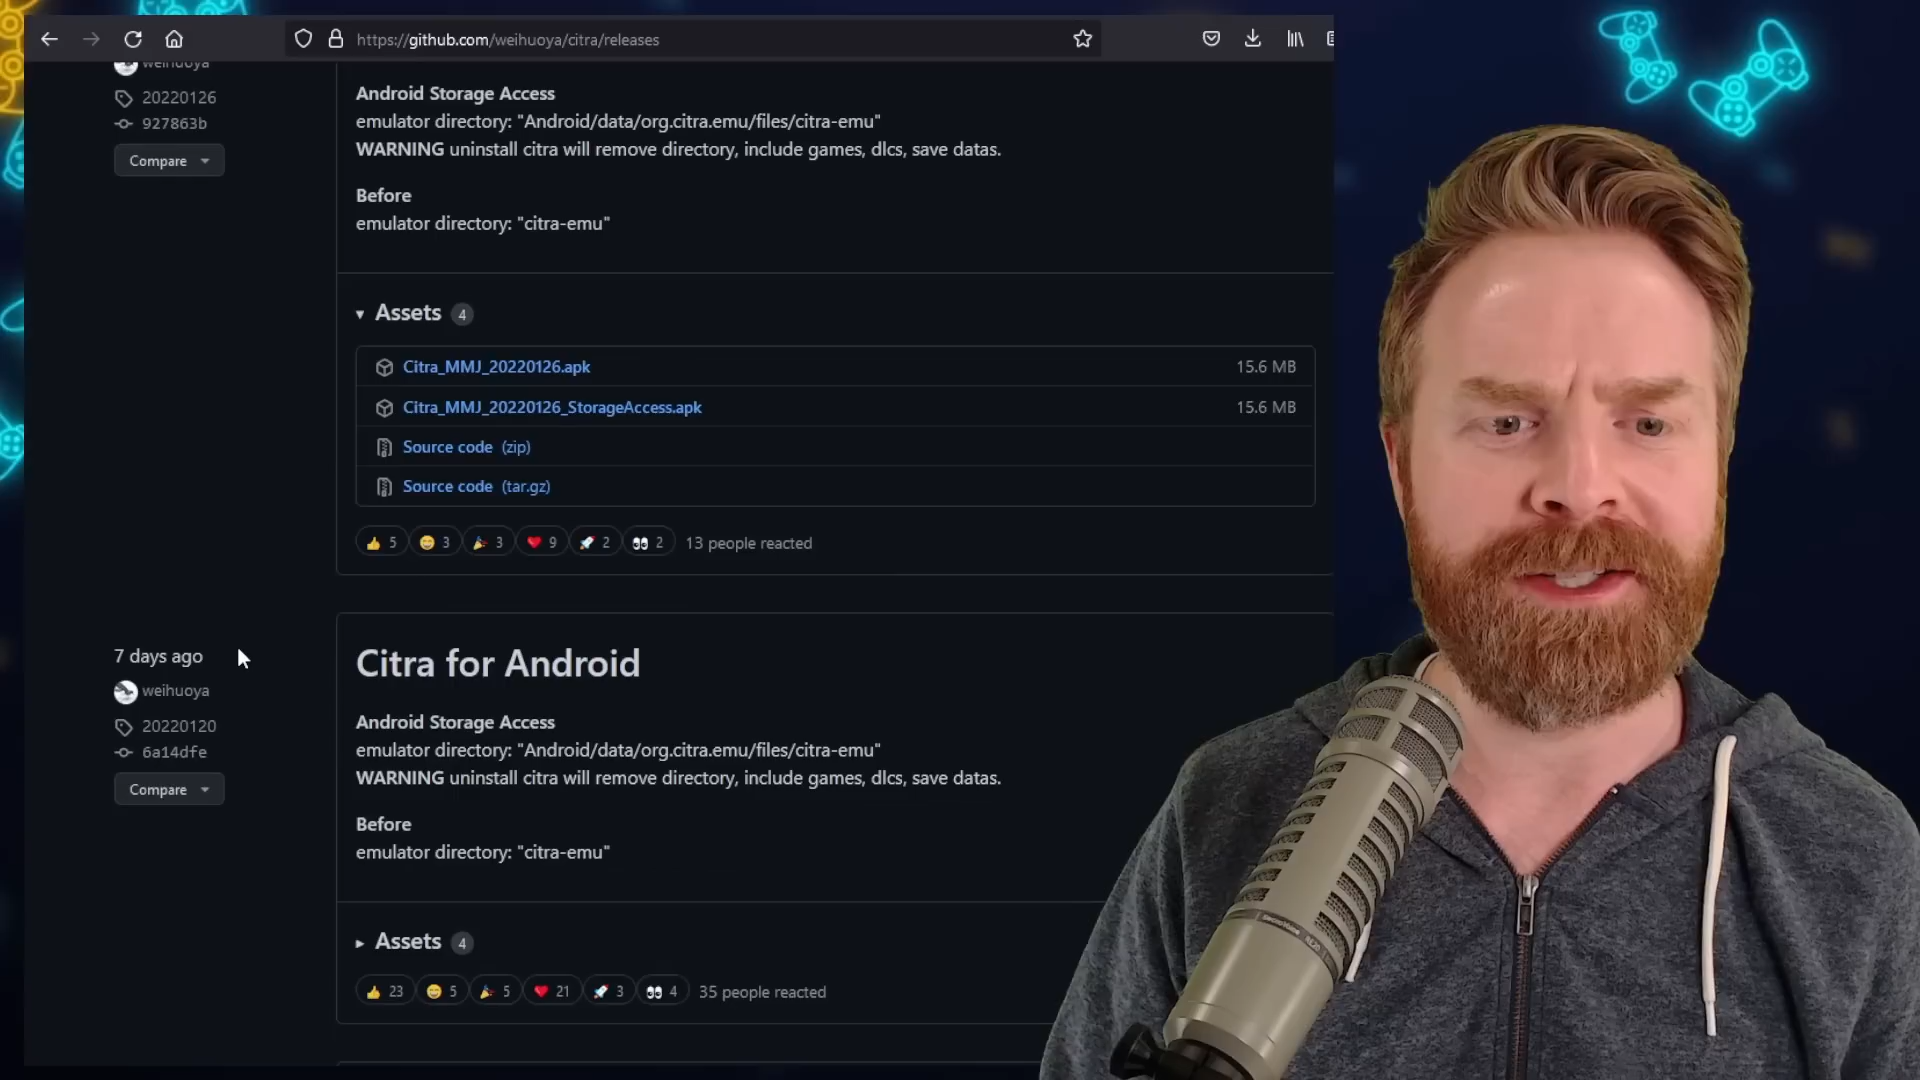 https://github.com/weihuoya/citra/releases
weihuoya
20220126
927863b
Compare
Android Storage Access
emulator directory: "Android/data/org.citra.emu/files/citra-emu"
WARNING uninstall citra will remove directory, include games, dlcs, save datas.
Before
emulator directory: "citra-emu"
Assets 4
Citra_MMJ_20220126.apk 15.6 MB
Citra_MMJ_20220126_StorageAccess.apk 15.6 MB
Source code (zip)
Source code (tar.gz)
5 3 3 9 2 2 13 people reacted
7 days ago
weihuoya
20220120
6a14dfe
Compare
Citra for Android
Android Storage Access
emulator directory: "Android/data/org.citra.emu/files/citra-emu"
WARNING uninstall citra will remove directory, include games, dlcs, save datas.
Before
emulator directory: "citra-emu"
Assets 4
23 5 5 21 3 4 35 people reacted